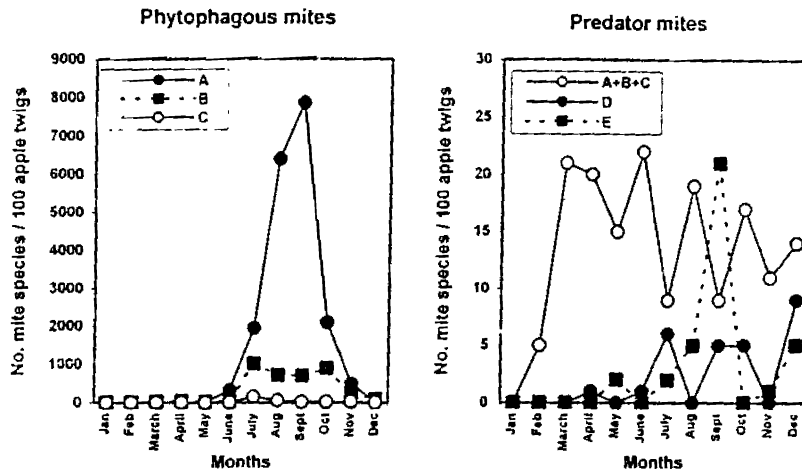 Phytophagous mites
No. mite species / 100 apple twigs
9000
8000
7000
6000
5000
4000
3000
2000
1000
0
A
B
C
Jan
Feb
March
April
May
June
July
Aug
Sept
Oct
Nov
Dec
Months
Predator mites
No. mite species / 100 apple twigs
30
25
20
15
10
5
0
A+B+C
D
E
Jan
Feb
March
April
May
June
July
Aug
Sept
Oct
Nov
Dec
Months